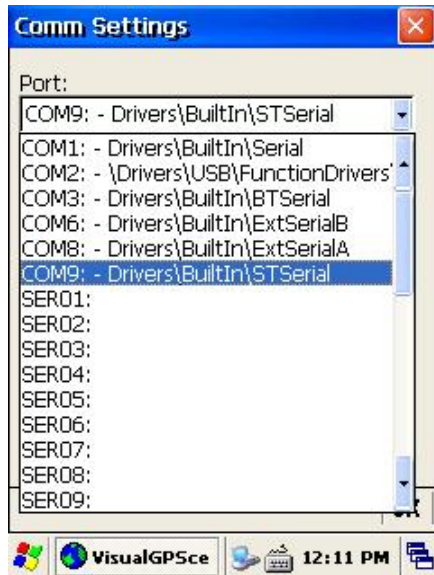 Comm Settings
Port:
COM9: - Drivers\BuiltIn\STSerial
COM1: - Drivers\BuiltIn\Serial
COM2: - \Drivers\USB\FunctionDrivers'
COM3: - Drivers\BuiltIn\BTSerial
COM6: - Drivers\BuiltIn\ExtSerialB
COM8: - Drivers\BuiltIn\ExtSerialA
COM9: - Drivers\BuiltIn\STSerial
SER01:
SER02:
SER03:
SER04:
SER05:
SER06:
SER07:
SER08:
SER09:
VisualGPSce 12:11 PM